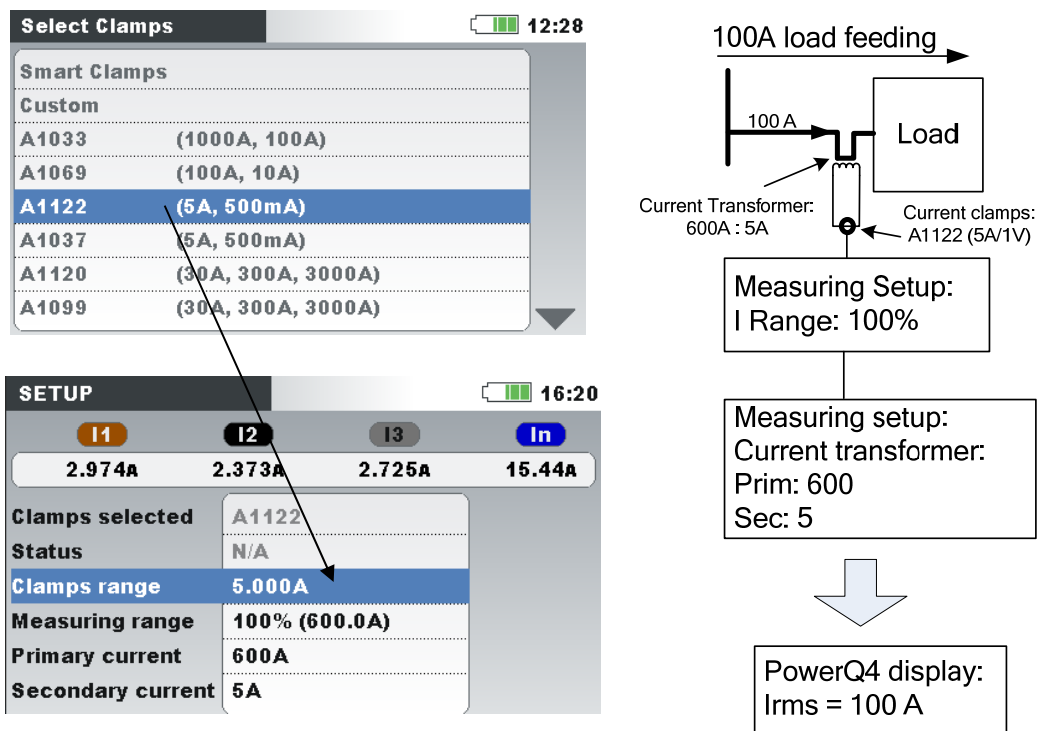 Select Clamps 12:28
Smart Clamps
Custom
A1033 (1000A, 100A)
A1069 (100A, 10A)
A1122 (5A, 500mA)
A1037 (5A, 500mA)
A1120 (30A, 300A, 3000A)
A1099 (30A, 300A, 3000A)
SETUP 16:20
I1 I2 I3 In
2.974A 2.373A 2.725A 15.44A
Clamps selected A1122
Status N/A
Clamps range 5.000A
Measuring range 100% (600.0A)
Primary current 600A
Secondary current 5A
100A load feeding
100 A
Load
Current Transformer:
600A : 5A
Current clamps:
A1122 (5A/1V)
Measuring Setup:
I Range: 100%
Measuring setup:
Current transformer:
Prim: 600
Sec: 5
PowerQ4 display:
Irms = 100 A